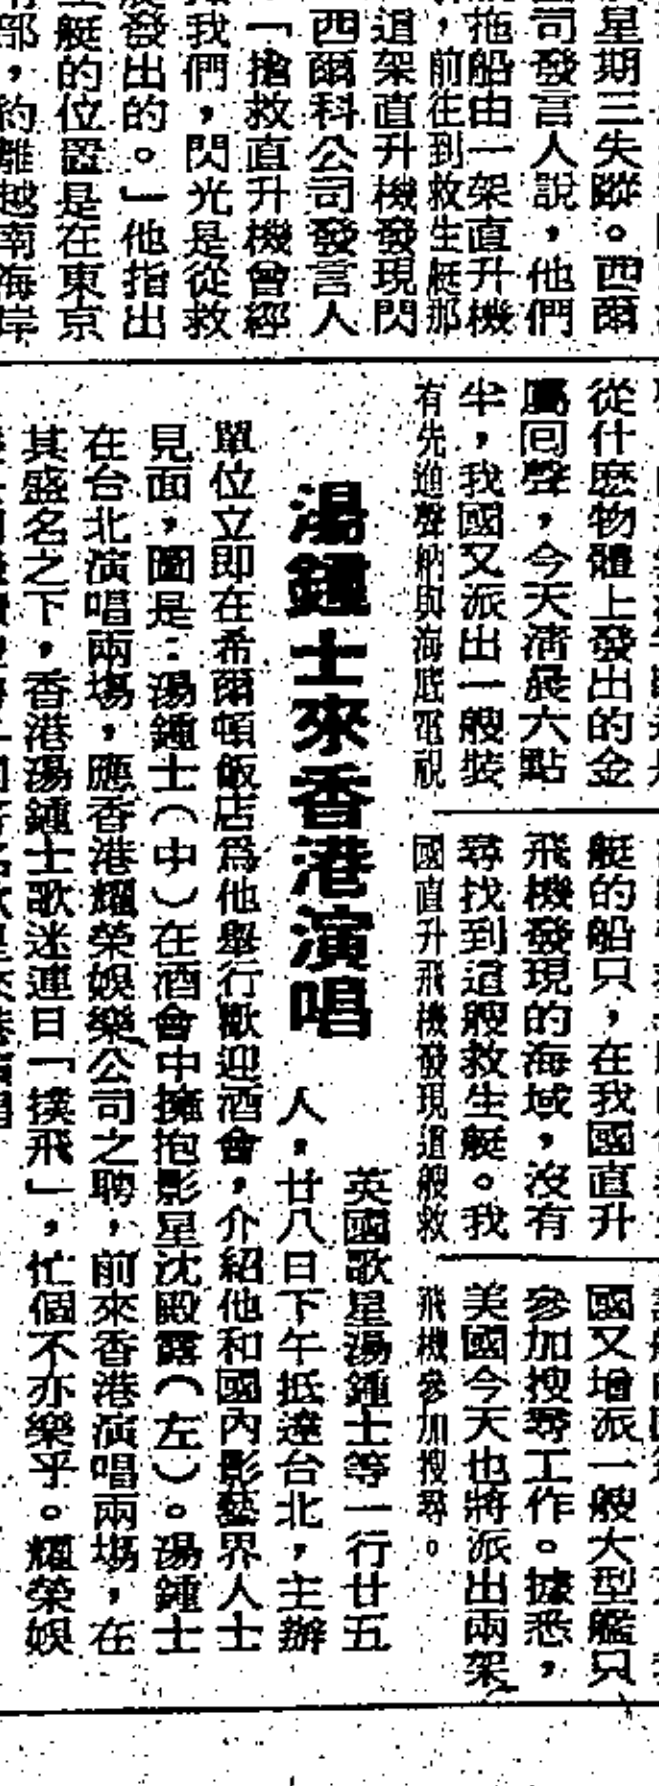 星期三失蹤。西爾
司發言人說，他們
拖船由一架直升機
，前往到救生艇那
道架直升機發現閃
西爾科公司發言人
「搶救直升機曾經
我們，閃光是從救
發出的。」他指出
艇的位置是在東京
部，約離越南海岸
從什麽物體上發出的金
屬回聲，今天清晨六點
半，我國又派出一艘裝
有先進聲納與海底電視
艇的船只，在我國直升
飛機發現的海域，沒有
尋找到這艘救生艇。我
國直升飛機發現這艘救
國又增派一艘大型艦只
參加搜尋工作。據悉，
美國今天也將派出兩架
飛機參加搜尋。
湯鍾士來香港演唱
英國歌星湯鍾士等一行廿五
人，廿八日下午抵達台北，主辦
單位立即在希爾頓飯店爲他舉行歡迎酒會，介紹他和國內影藝界人士
見面，圖是：湯鍾士（中）在酒會中擁抱影星沈殿霞（左）。湯鍾士
在台北演唱兩塲，應香港耀榮娛樂公司之聘，前來香港演唱兩塲，在
其盛名之下，香港湯鍾士歌迷連日「撲飛」，忙個不亦樂乎。耀榮娛